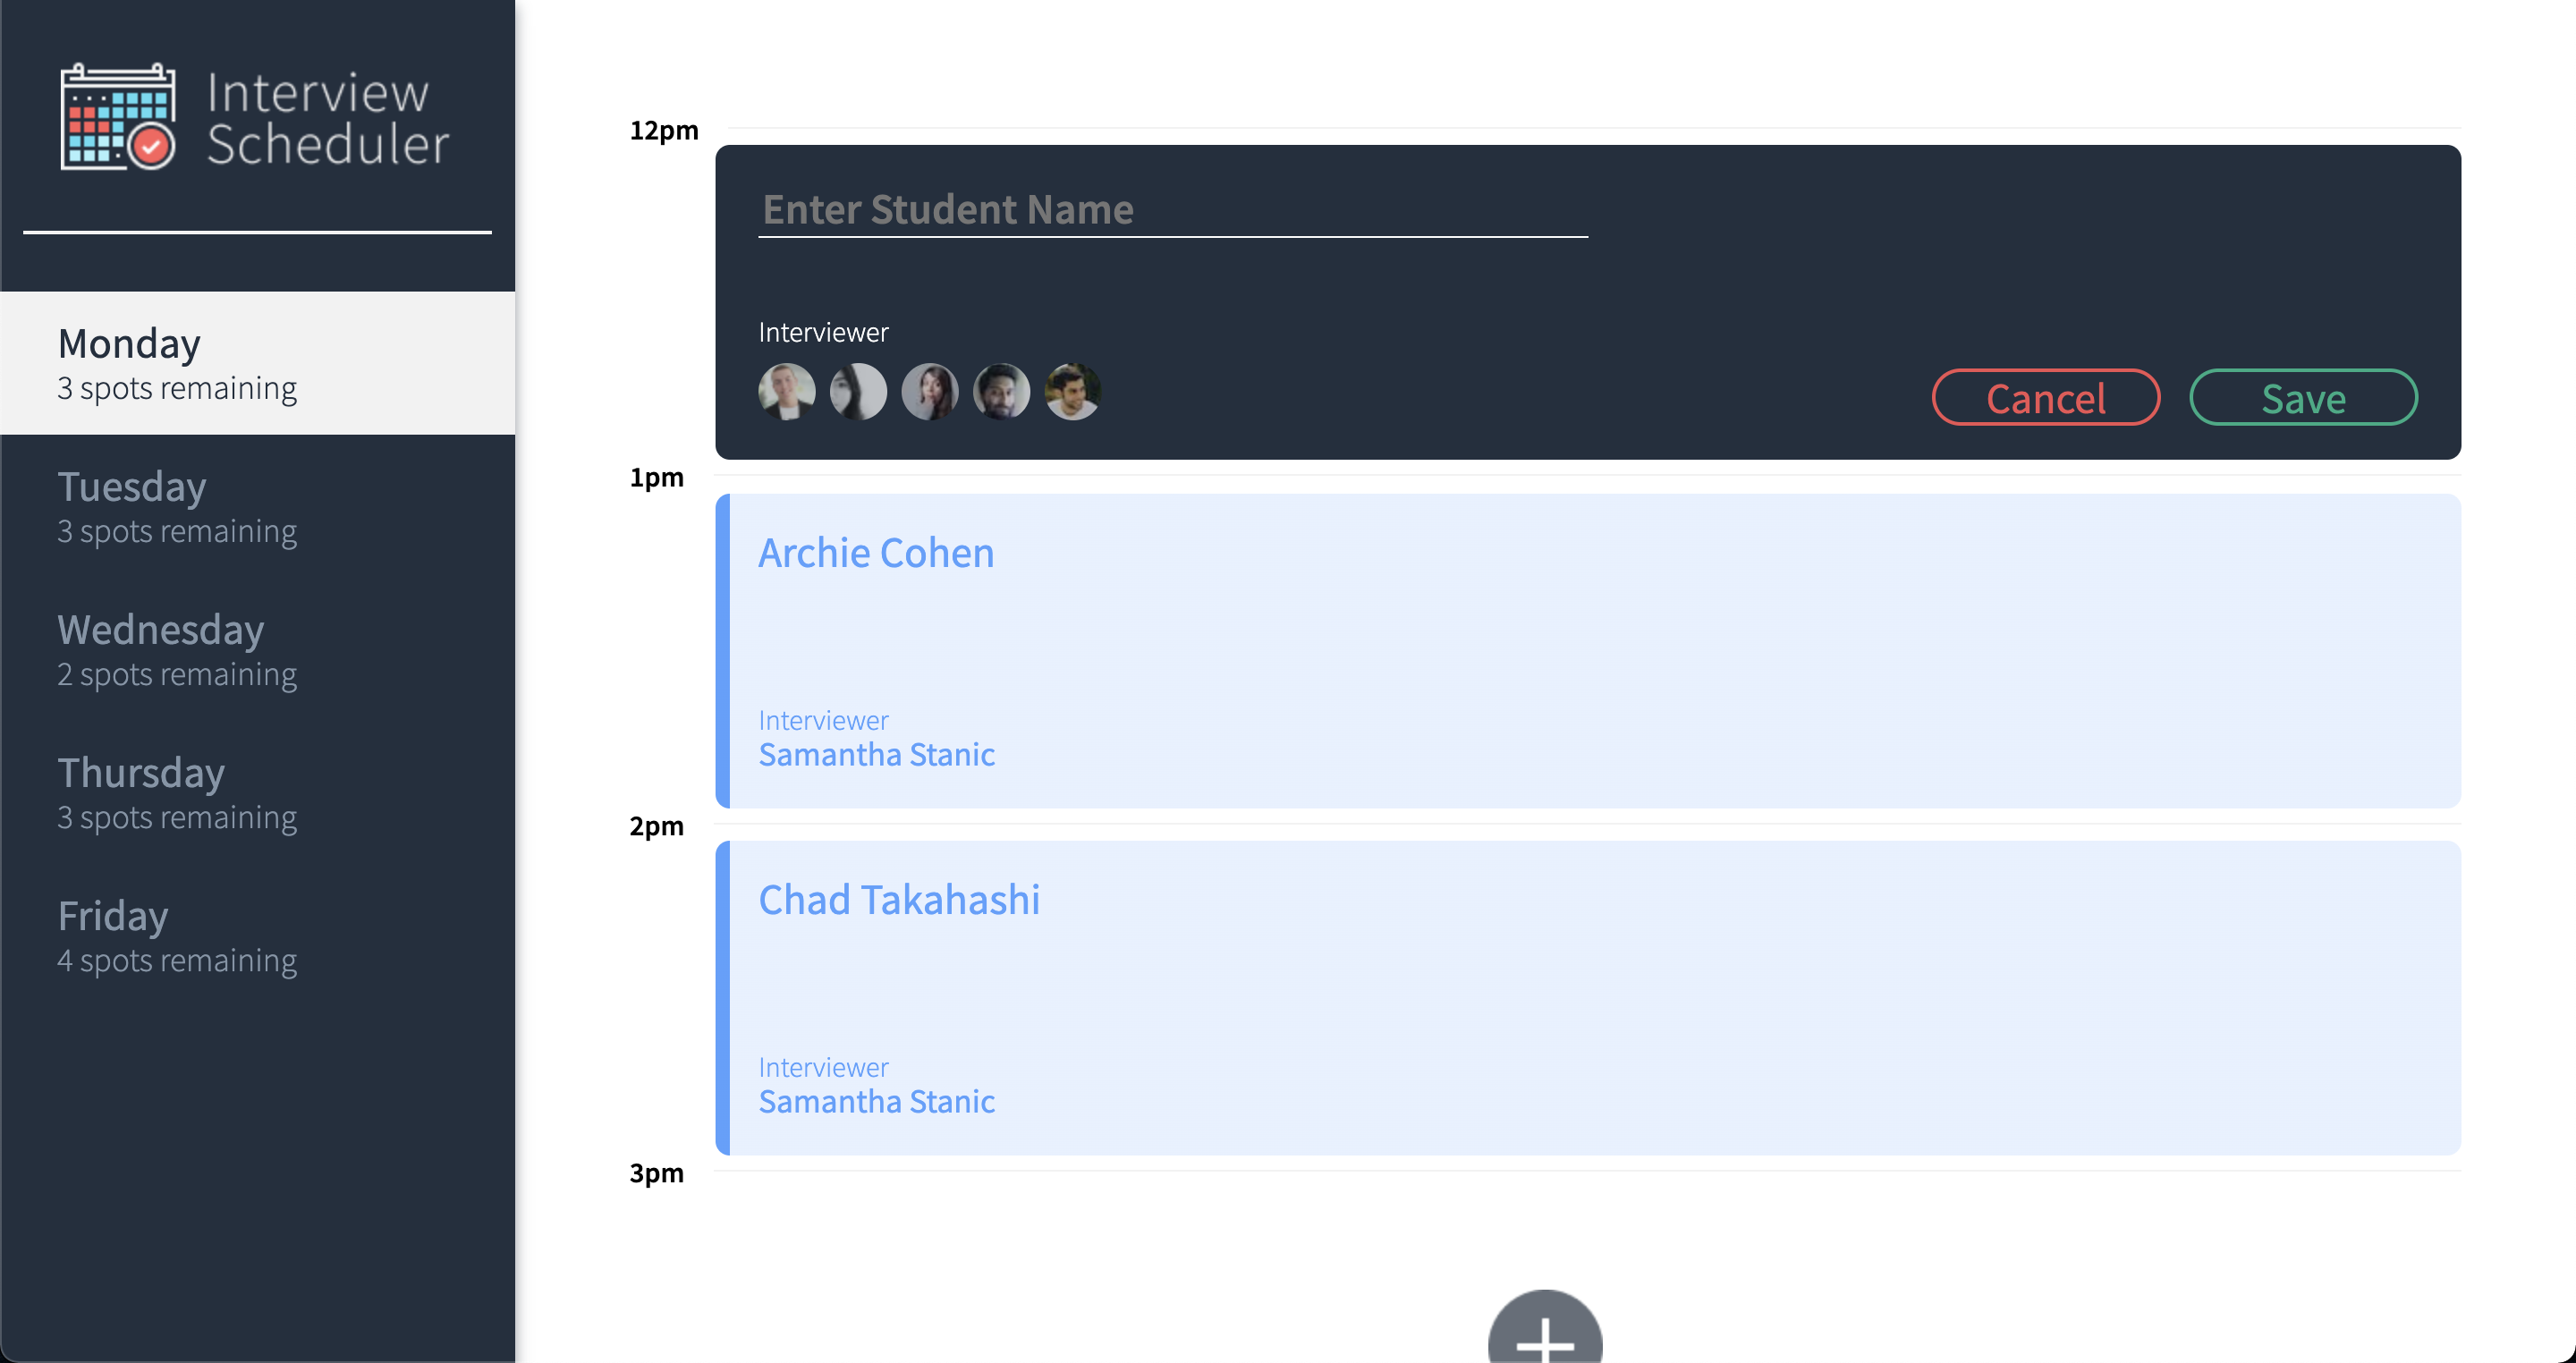 Interview
Scheduler
Monday
3 spots remaining
Tuesday
3 spots remaining
Wednesday
2 spots remaining
Thursday
3 spots remaining
Friday
4 spots remaining
12pm
Enter Student Name
Interviewer
Cancel
Save
1pm
Archie Cohen
Interviewer
Samantha Stanic
2pm
Chad Takahashi
Interviewer
Samantha Stanic
3pm